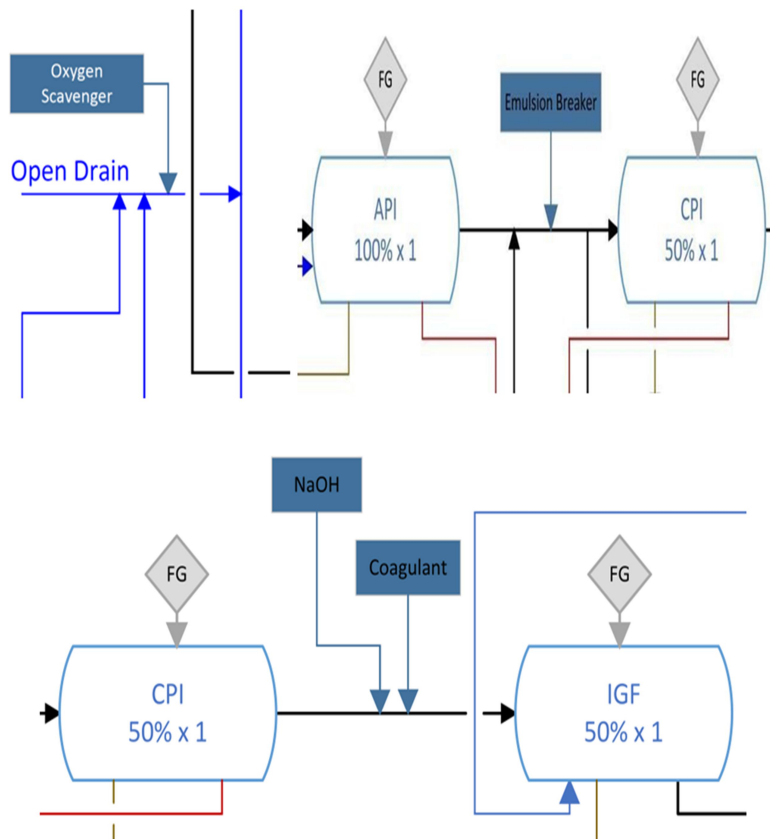 Oxygen
Scavenger
FG
Emulsion Breaker
FG
Open Drain
API
100% x 1
CPI
50% x 1
NaOH
Coagulant
FG
FG
CPI
50% x 1
IGF
50% x 1